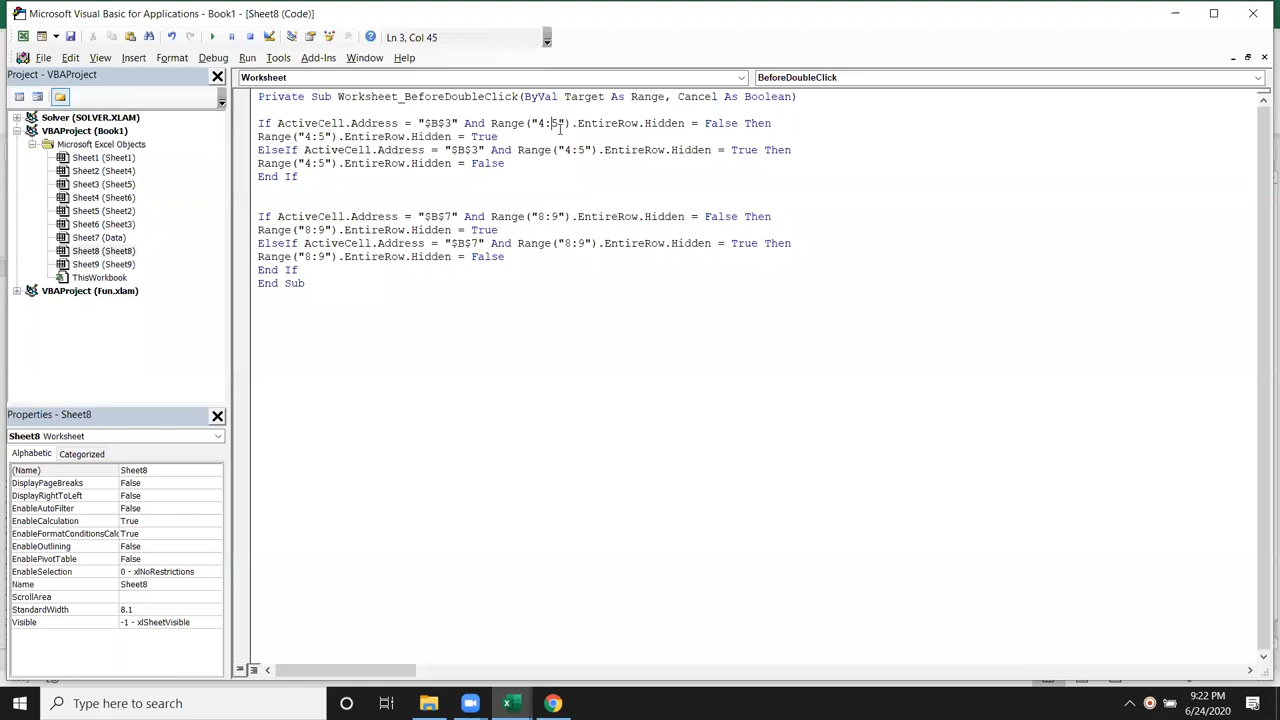 Microsoft Visual Basic for Applications - Book1 - [Sheet8 (Code)]
Ln 3, Col 45
File Edit View Insert Format Debug Run Tools Add-Ins Window Help
Project - VBAProject
Solver (SOLVER.XLAM)
VBAProject (Book1)
Microsoft Excel Objects
Sheet1 (Sheet1)
Sheet2 (Sheet4)
Sheet3 (Sheet5)
Sheet4 (Sheet6)
Sheet5 (Sheet2)
Sheet6 (Sheet3)
Sheet7 (Data)
Sheet8 (Sheet8)
Sheet9 (Sheet9)
ThisWorkbook
VBAProject (Fun.xlam)
Properties - Sheet8
Sheet8 Worksheet
Alphabetic Categorized
(Name) Sheet8
DisplayPageBreaks False
DisplayRightToLeft False
EnableAutoFilter False
EnableCalculation True
EnableFormatConditionsCalc True
EnableOutlining False
EnablePivotTable False
EnableSelection 0 - xlNoRestrictions
Name Sheet8
ScrollArea
StandardWidth 8.1
Visible -1 - xlSheetVisible
Worksheet
BeforeDoubleClick
Private Sub Worksheet_BeforeDoubleClick(ByVal Target As Range, Cancel As Boolean)
If ActiveCell.Address = "$B$3" And Range("4:5").EntireRow.Hidden = False Then
Range("4:5").EntireRow.Hidden = True
ElseIf ActiveCell.Address = "$B$3" And Range("4:5").EntireRow.Hidden = True Then
Range("4:5").EntireRow.Hidden = False
End If
If ActiveCell.Address = "$B$7" And Range("8:9").EntireRow.Hidden = False Then
Range("8:9").EntireRow.Hidden = True
ElseIf ActiveCell.Address = "$B$7" And Range("8:9").EntireRow.Hidden = True Then
Range("8:9").EntireRow.Hidden = False
End If
End Sub
Type here to search
9:22 PM
6/24/2020